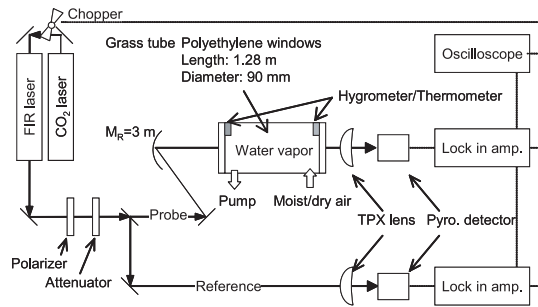 Chopper
Grass tube Polyethylene windows
Length: 1.28 m
Diameter: 90 mm
Oscilloscope
FIR laser
CO₂ laser
Hygrometer/Thermometer
M_R=3 m
Water vapor
Lock in amp.
Pump
Moist/dry air
Probe
TPX lens
Pyro. detector
Polarizer
Attenuator
Reference
Lock in amp.